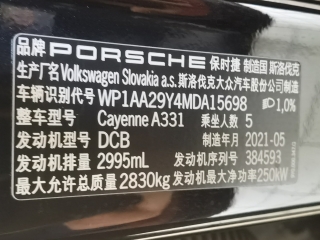 品牌 PORSCHE 保时捷 制造国 斯洛伐克
生产厂名 Volkswagen Slovakia a.s. 斯洛伐克大众汽车股份公司制造
车辆识别代号 WP1AA29Y4MDA15698 1,0%
整车型号 Cayenne A331 乘坐人数 5
发动机型号 DCB 制造年月 2021-05
发动机排量 2995mL 发动机序列号 384593
最大允许总质量 2830kg 发动机最大净功率 250kW